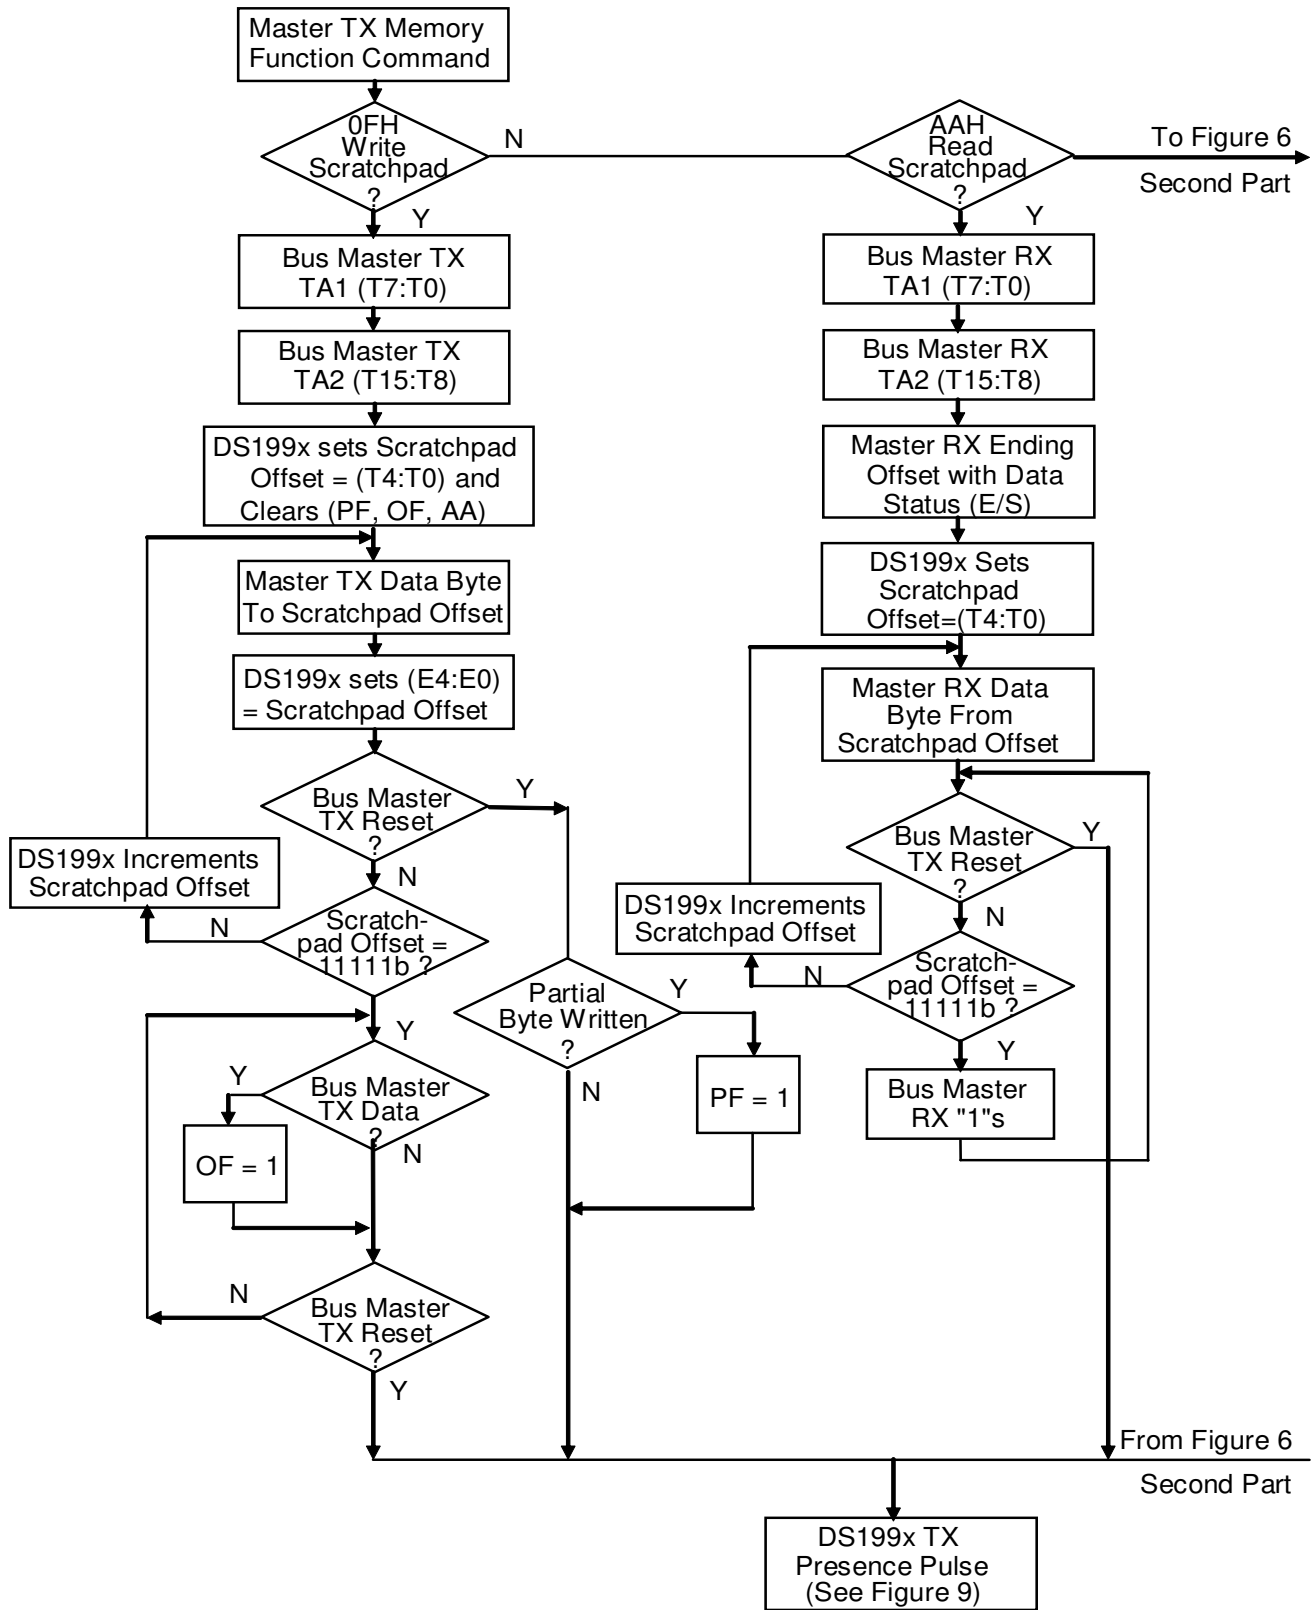 Master TX Memory
Function Command
0FH
Write
Scratchpad
?
N
Y
Bus Master TX
TA1 (T7:T0)
Bus Master TX
TA2 (T15:T8)
DS199x sets Scratchpad
Offset = (T4:T0) and
Clears (PF, OF, AA)
Master TX Data Byte
To Scratchpad Offset
DS199x sets (E4:E0)
= Scratchpad Offset
Bus Master
TX Reset
?
Y
N
DS199x Increments
Scratchpad Offset
N
Scratch-
pad Offset =
11111b ?
Y
Bus Master
TX Data
?
Y
N
OF = 1
Bus Master
TX Reset
?
N
Y
Partial
Byte Written
?
Y
N
PF = 1
AAH
Read
Scratchpad
?
Y
To Figure 6
Second Part
Bus Master RX
TA1 (T7:T0)
Bus Master RX
TA2 (T15:T8)
Master RX Ending
Offset with Data
Status (E/S)
DS199x Sets
Scratchpad
Offset=(T4:T0)
Master RX Data
Byte From
Scratchpad Offset
Bus Master
TX Reset
?
Y
N
DS199x Increments
Scratchpad Offset
N
Scratch-
pad Offset =
11111b ?
Y
Bus Master
RX "1"s
From Figure 6
Second Part
DS199x TX
Presence Pulse
(See Figure 9)